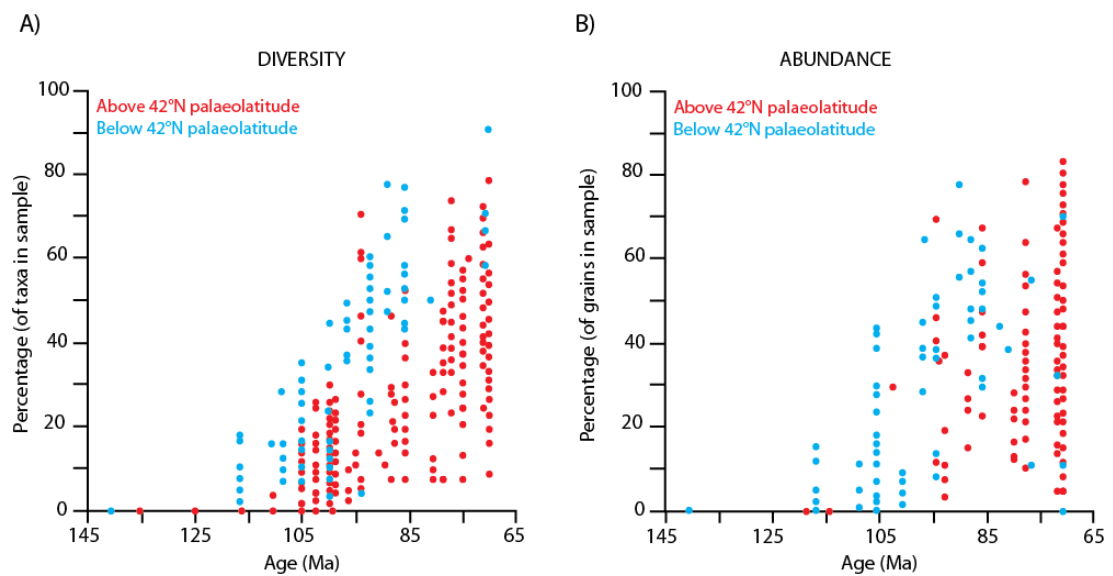 A)
DIVERSITY
Above 42°N palaeolatitude
Below 42°N palaeolatitude
Percentage (of taxa in sample)
100
80
60
40
20
0
145
125
105
85
65
Age (Ma)
B)
ABUNDANCE
Above 42°N palaeolatitude
Below 42°N palaeolatitude
Percentage (of grains in sample)
100
80
60
40
20
0
145
125
105
85
65
Age (Ma)